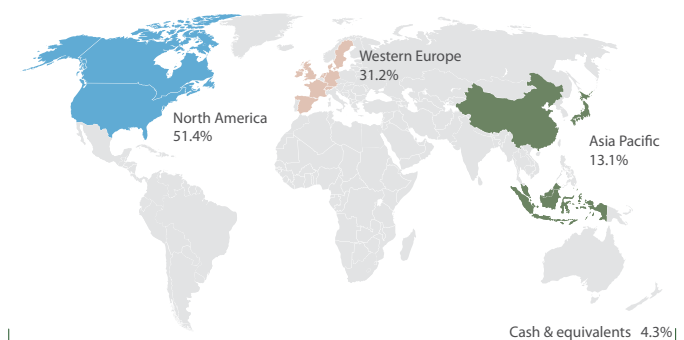 Western Europe
31.2%
North America
51.4%
Asia Pacific
13.1%
Cash & equivalents 4.3%